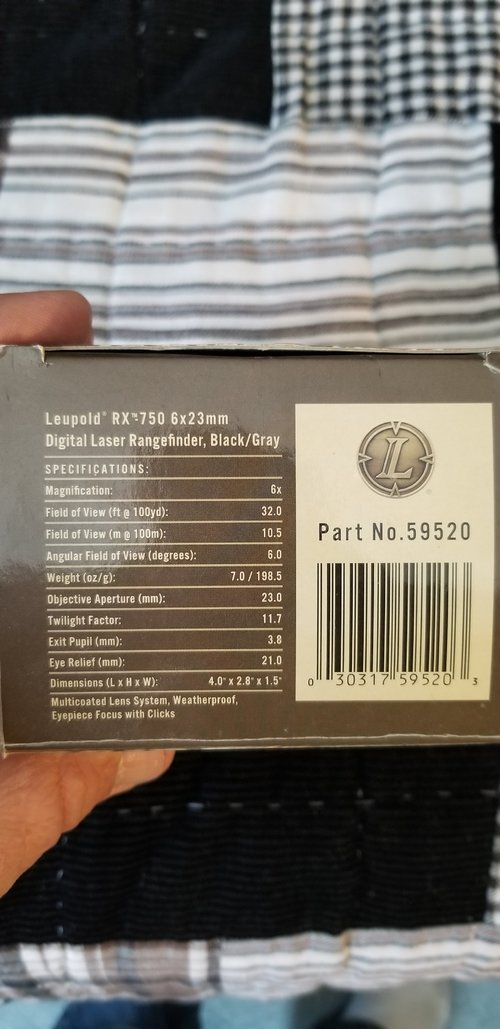 Leupold® RX™-750 6x23mm
Digital Laser Rangefinder, Black/Gray
SPECIFICATIONS:
Magnification: 6x
Field of View (ft @ 100yd): 32.0
Field of View (m @ 100m): 10.5
Angular Field of View (degrees): 6.0
Weight (oz/g): 7.0 / 198.5
Objective Aperture (mm): 23.0
Twilight Factor: 11.7
Exit Pupil (mm): 3.8
Eye Relief (mm): 21.0
Dimensions (L x H x W): 4.0" x 2.8" x 1.5"
Multicoated Lens System, Weatherproof,
Eyepiece Focus with Clicks
L
®
Part No.59520
0 30317 59520 3